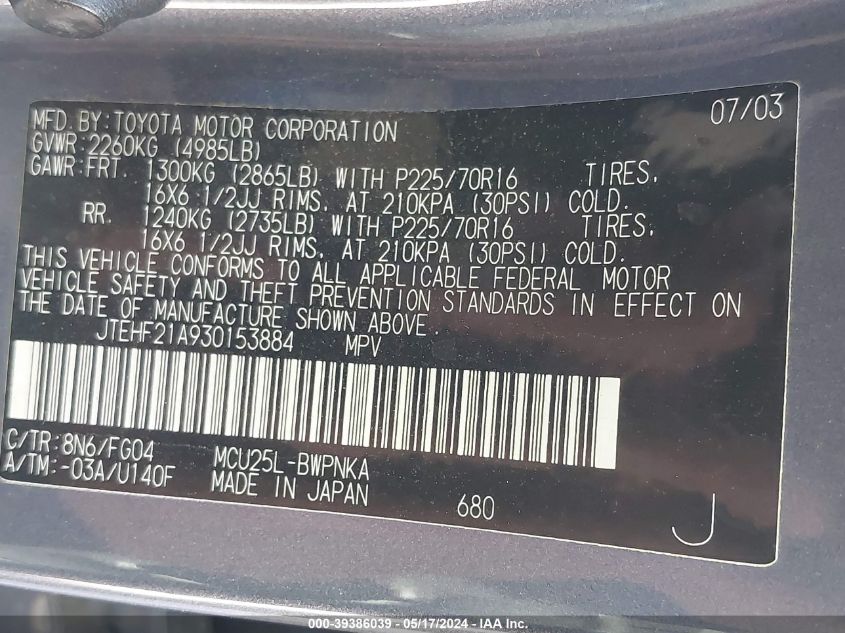 07/03
MFD. BY:TOYOTA MOTOR CORPORATION
GVWR:2260KG (4985LB)
GAWR:FRT. 1300KG (2865LB) WITH P225/70R16 TIRES,
16X6 1/2JJ RIMS, AT 210KPA (30PSI) COLD.
RR. 1240KG (2735LB) WITH P225/70R16 TIRES,
16X6 1/2JJ RIMS, AT 210KPA (30PSI) COLD.
THIS VEHICLE CONFORMS TO ALL APPLICABLE FEDERAL MOTOR
VEHICLE SAFETY AND THEFT PREVENTION STANDARDS IN EFFECT ON
THE DATE OF MANUFACTURE SHOWN ABOVE.
JTEHF21A930153884 MPV
C/TR:8N6/FG04 MCU25L-BWPNKA
A/TM:-03A/U140F MADE IN JAPAN
680
J
000-39386039 - 05/17/2024 - IAA Inc.